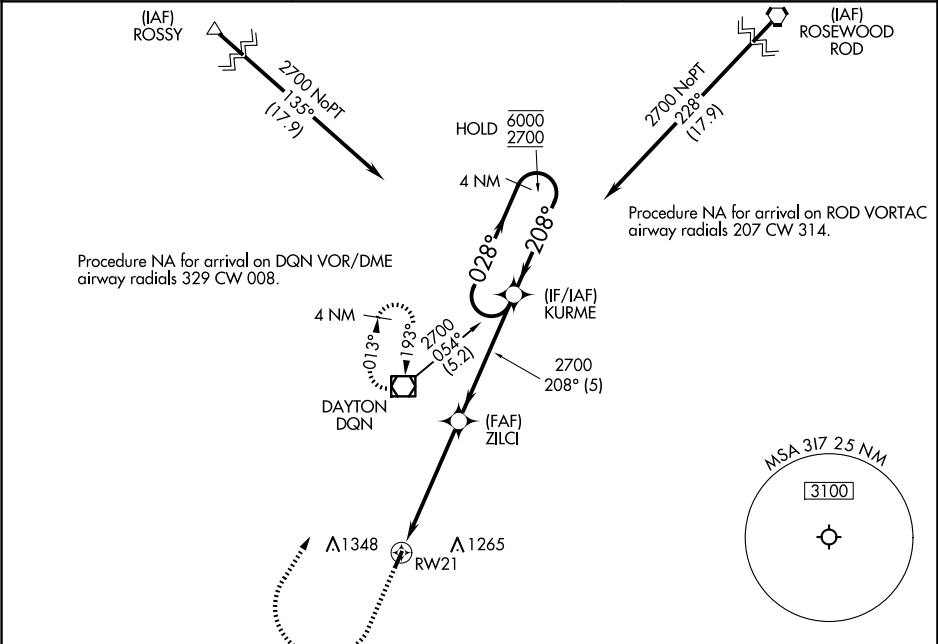 (IAF)
ROSSY
(IAF)
ROSEWOOD
ROD
2700 NoPT
135°
(17.9)
2700 NoPT
228°
(17.9)
HOLD 6000
2700
4 NM
028°
208°
Procedure NA for arrival on ROD VORTAC
airway radials 207 CW 314.
Procedure NA for arrival on DQN VOR/DME
airway radials 329 CW 008.
(IF/IAF)
KURME
4 NM
013°
193°
2700
054°
(5.2)
2700
208° (5)
DAYTON
DQN
(FAF)
ZILCI
MSA 3I7 25 NM
3100
1348
1265
RW21